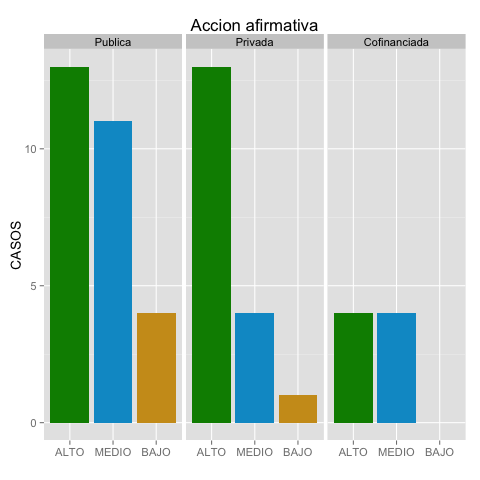 Accion afirmativa
Publica Privada Cofinanciada
CASOS
10
5
0
ALTO MEDIO BAJO ALTO MEDIO BAJO ALTO MEDIO BAJO